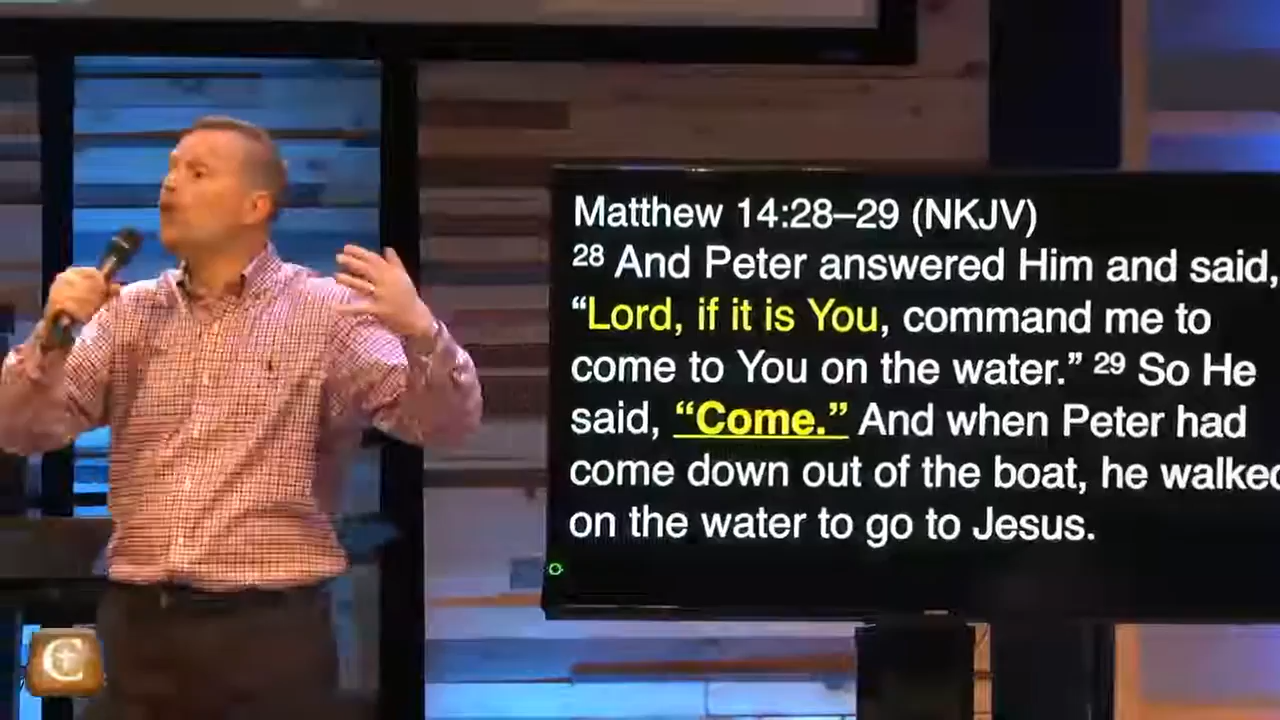 Matthew 14:28–29 (NKJV)
28 And Peter answered Him and said,
“Lord, if it is You, command me to
come to You on the water.” 29 So He
said, “Come.” And when Peter had
come down out of the boat, he walked
on the water to go to Jesus.
C